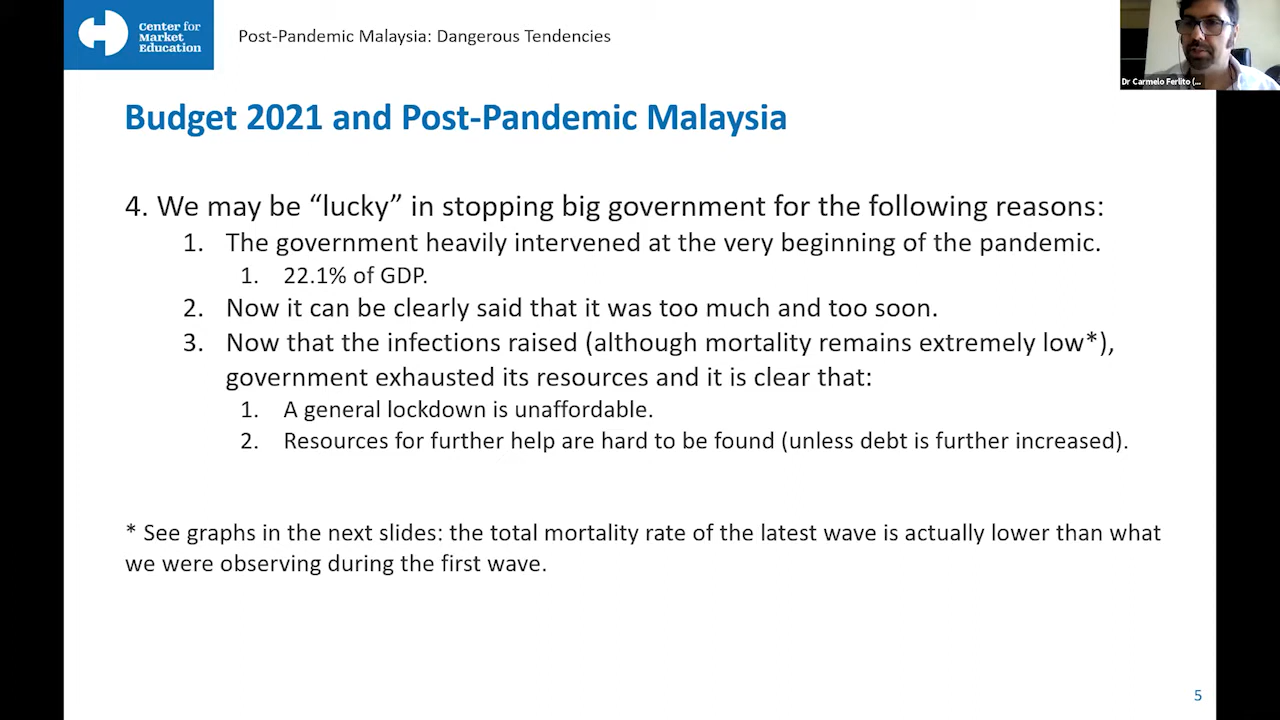 Center for
Market
Education
Post-Pandemic Malaysia: Dangerous Tendencies
Dr Carmelo Ferlito (...
Budget 2021 and Post-Pandemic Malaysia
4. We may be “lucky” in stopping big government for the following reasons:
1. The government heavily intervened at the very beginning of the pandemic.
1. 22.1% of GDP.
2. Now it can be clearly said that it was too much and too soon.
3. Now that the infections raised (although mortality remains extremely low*),
government exhausted its resources and it is clear that:
1. A general lockdown is unaffordable.
2. Resources for further help are hard to be found (unless debt is further increased).
* See graphs in the next slides: the total mortality rate of the latest wave is actually lower than what
we were observing during the first wave.
5